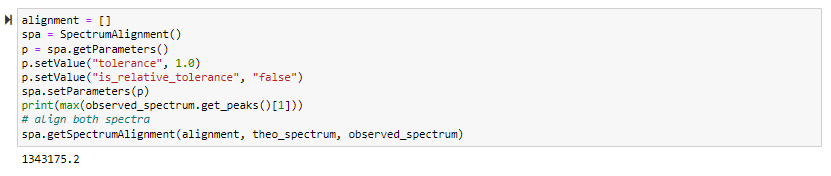 alignment = []
spa = SpectrumAlignment()
p = spa.getParameters()
p.setValue("tolerance", 1.0)
p.setValue("is_relative_tolerance", "false")
spa.setParameters(p)
print(max(observed_spectrum.get_peaks()[1]))
# align both spectra
spa.getSpectrumAlignment(alignment, theo_spectrum, observed_spectrum)
1343175.2